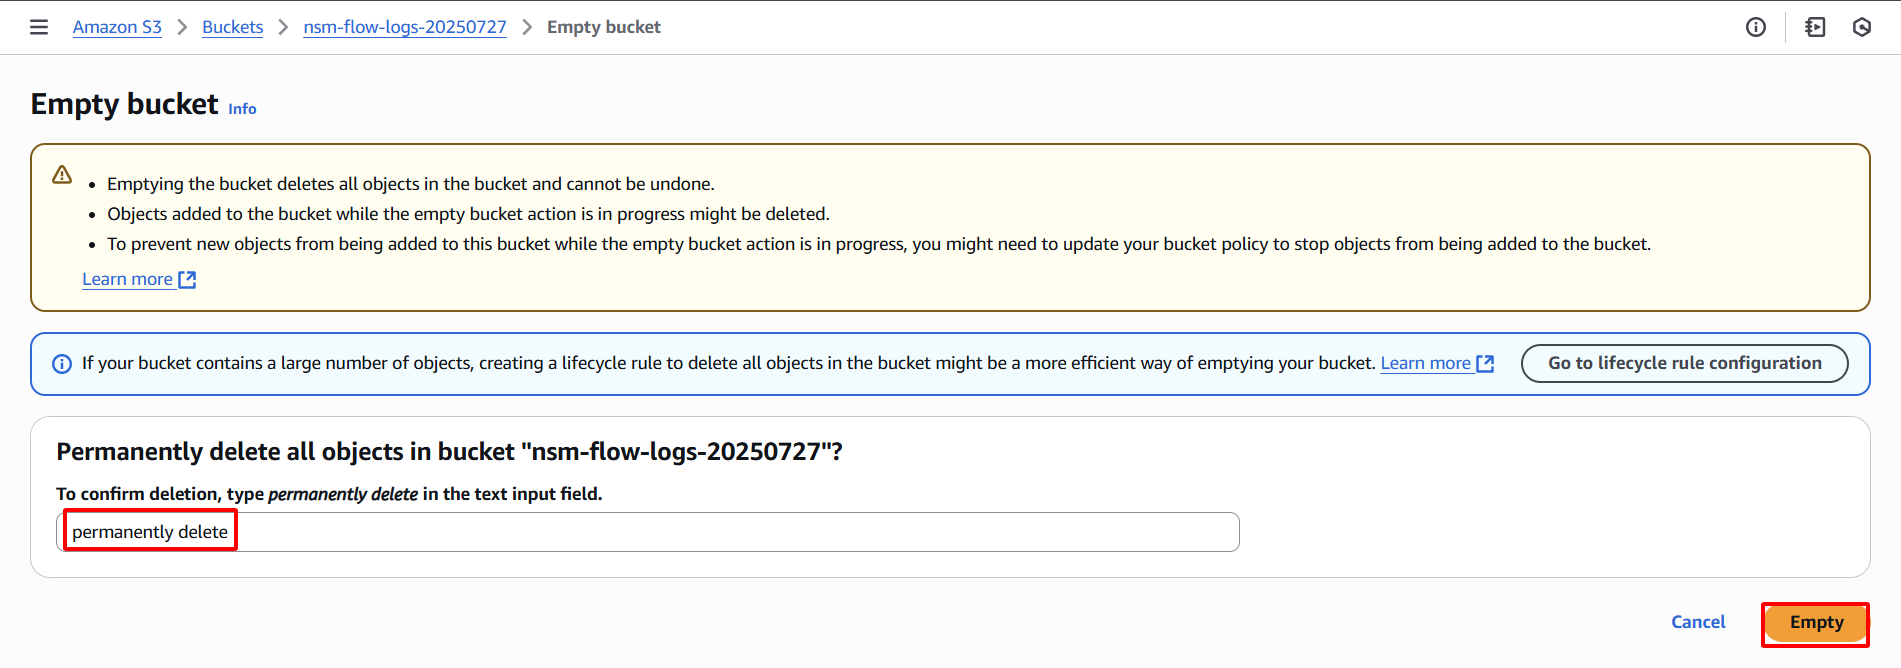 Amazon S3 > Buckets > nsm-flow-logs-20250727 > Empty bucket
Empty bucket Info
• Emptying the bucket deletes all objects in the bucket and cannot be undone.
• Objects added to the bucket while the empty bucket action is in progress might be deleted.
• To prevent new objects from being added to this bucket while the empty bucket action is in progress, you might need to update your bucket policy to stop objects from being added to the bucket.
Learn more
If your bucket contains a large number of objects, creating a lifecycle rule to delete all objects in the bucket might be a more efficient way of emptying your bucket. Learn more Go to lifecycle rule configuration
Permanently delete all objects in bucket "nsm-flow-logs-20250727"?
To confirm deletion, type permanently delete in the text input field.
permanently delete
Cancel Empty